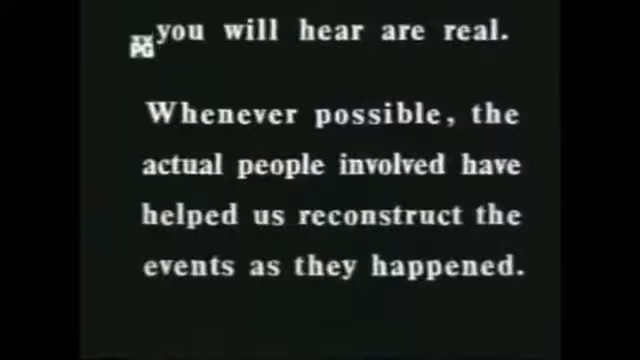 you will hear are real.
TV
PG
Whenever possible, the
actual people involved have
helped us reconstruct the
events as they happened.